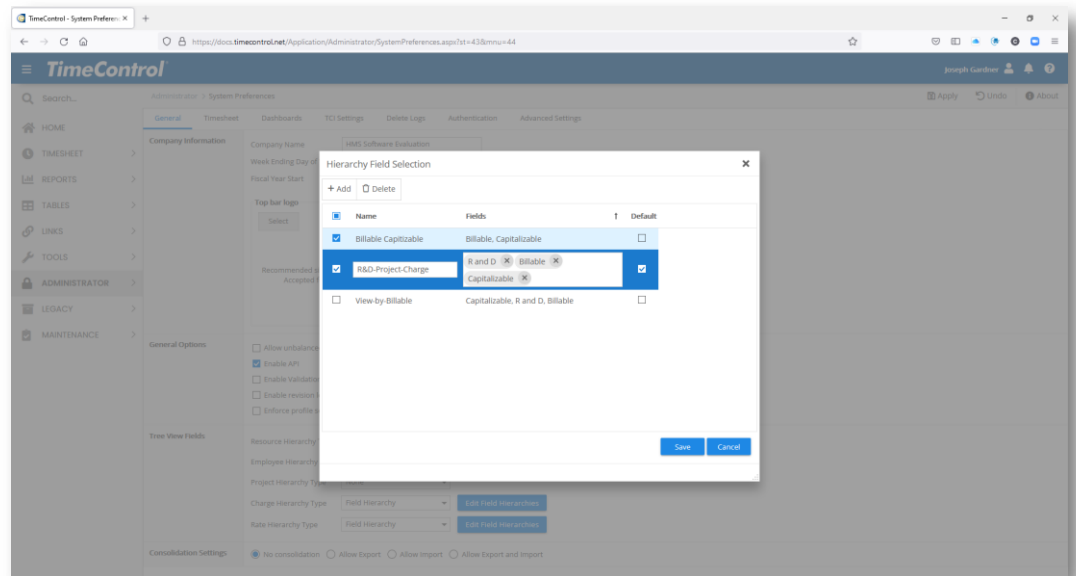 TimeControl - System Preferen
https://docs.timecontrol.net/Application/Administrator/SystemPreferences.aspx?st=43&mnu=44
TimeControl
Joseph Gardner
Search...
Administrator > System Preferences
Apply Undo About
General Timesheet Dashboards TCI Settings Delete Logs Authentication Advanced Settings
HOME
TIMESHEET
REPORTS
TABLES
LINKS
TOOLS
ADMINISTRATOR
LEGACY
MAINTENANCE
Company Information
Company Name HMS Software Evaluation
Week Ending Day of
Fiscal Year Start
Top bar logo
Select
Recommended
Accepted
Hierarchy Field Selection
+ Add Delete
Name Fields Default
Billable Capitizable Billable, Capitalizable
R&D-Project-Charge R and D Billable
Capitalizable
View-by-Billable Capitalizable, R and D, Billable
Save Cancel
General Options
Allow unbalance
Enable API
Enable Validation
Enable revision
Enforce profile
Tree View Fields
Resource Hierarchy
Employee Hierarchy
Project Hierarchy Type None
Charge Hierarchy Type Field Hierarchy Edit Field Hierarchies
Rate Hierarchy Type Field Hierarchy Edit Field Hierarchies
Consolidation Settings No consolidation Allow Export Allow Import Allow Export and Import